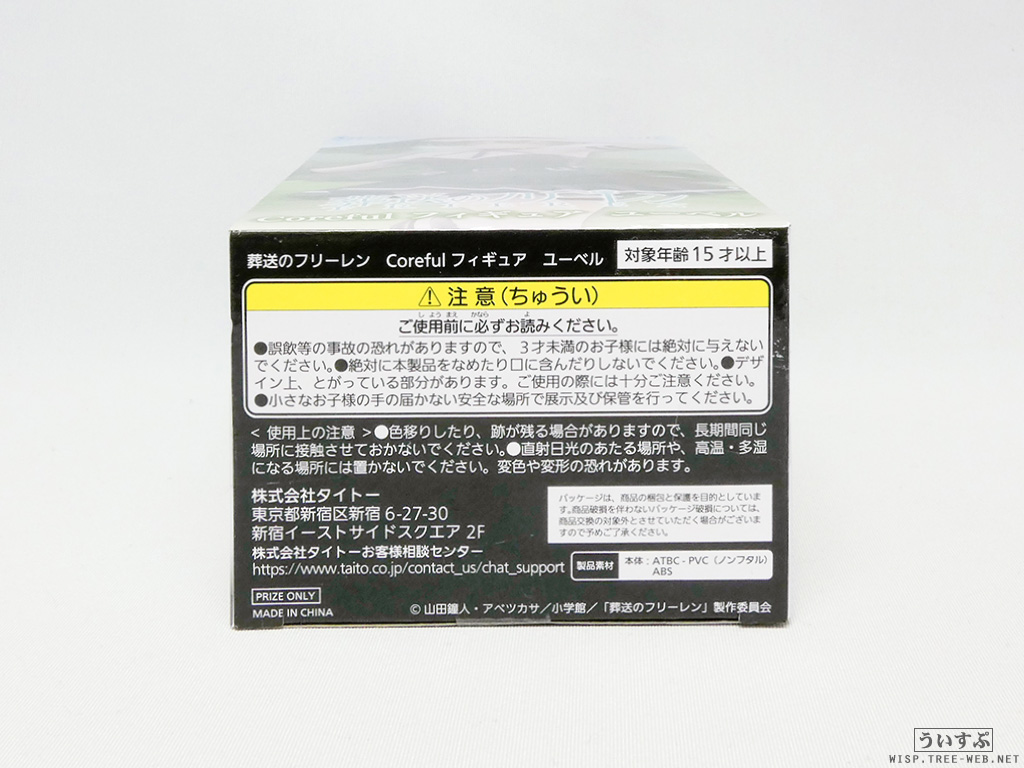 Coreful フィギュア ユーベル
葬送のフリーレン Coreful フィギュア ユーベル 対象年齢15才以上
⚠注意(ちゅうい)
しようまえ かなら よ
ご使用前に必ずお読みください。
●誤飲等の事故の恐れがありますので、3才未満のお子様には絶対に与えない
でください。●絶対に本製品をなめたり口に含んだりしないでください。●デザ
イン上、とがっている部分があります。ご使用の際には十分ご注意ください。
●小さなお子様の手の届かない安全な場所で展示及び保管を行ってください。
< 使用上の注意 >●色移りしたり、跡が残る場合がありますので、長期間同じ
場所に接触させておかないでください。●直射日光のあたる場所や、高温・多湿
になる場所には置かないでください。変色や変形の恐れがあります。
株式会社タイトー
東京都新宿区新宿 6-27-30
新宿イーストサイドスクエア 2F
株式会社タイトーお客様相談センター
https://www.taito.co.jp/contact_us/chat_support
パッケージは、商品の梱包と保護を目的としていま
す。商品破損を伴わないパッケージ破損については、
商品交換の対象外とさせていただく場合がございま
すので予めご了承ください。
製品素材 本体:ATBC-PVC(ノンフタル)
ABS
PRIZE ONLY
MADE IN CHINA
© 山田鐘人・アベツカサ/小学館/「葬送のフリーレン」製作委員会
ういすぷ
WISP.TREE-WEB.NET